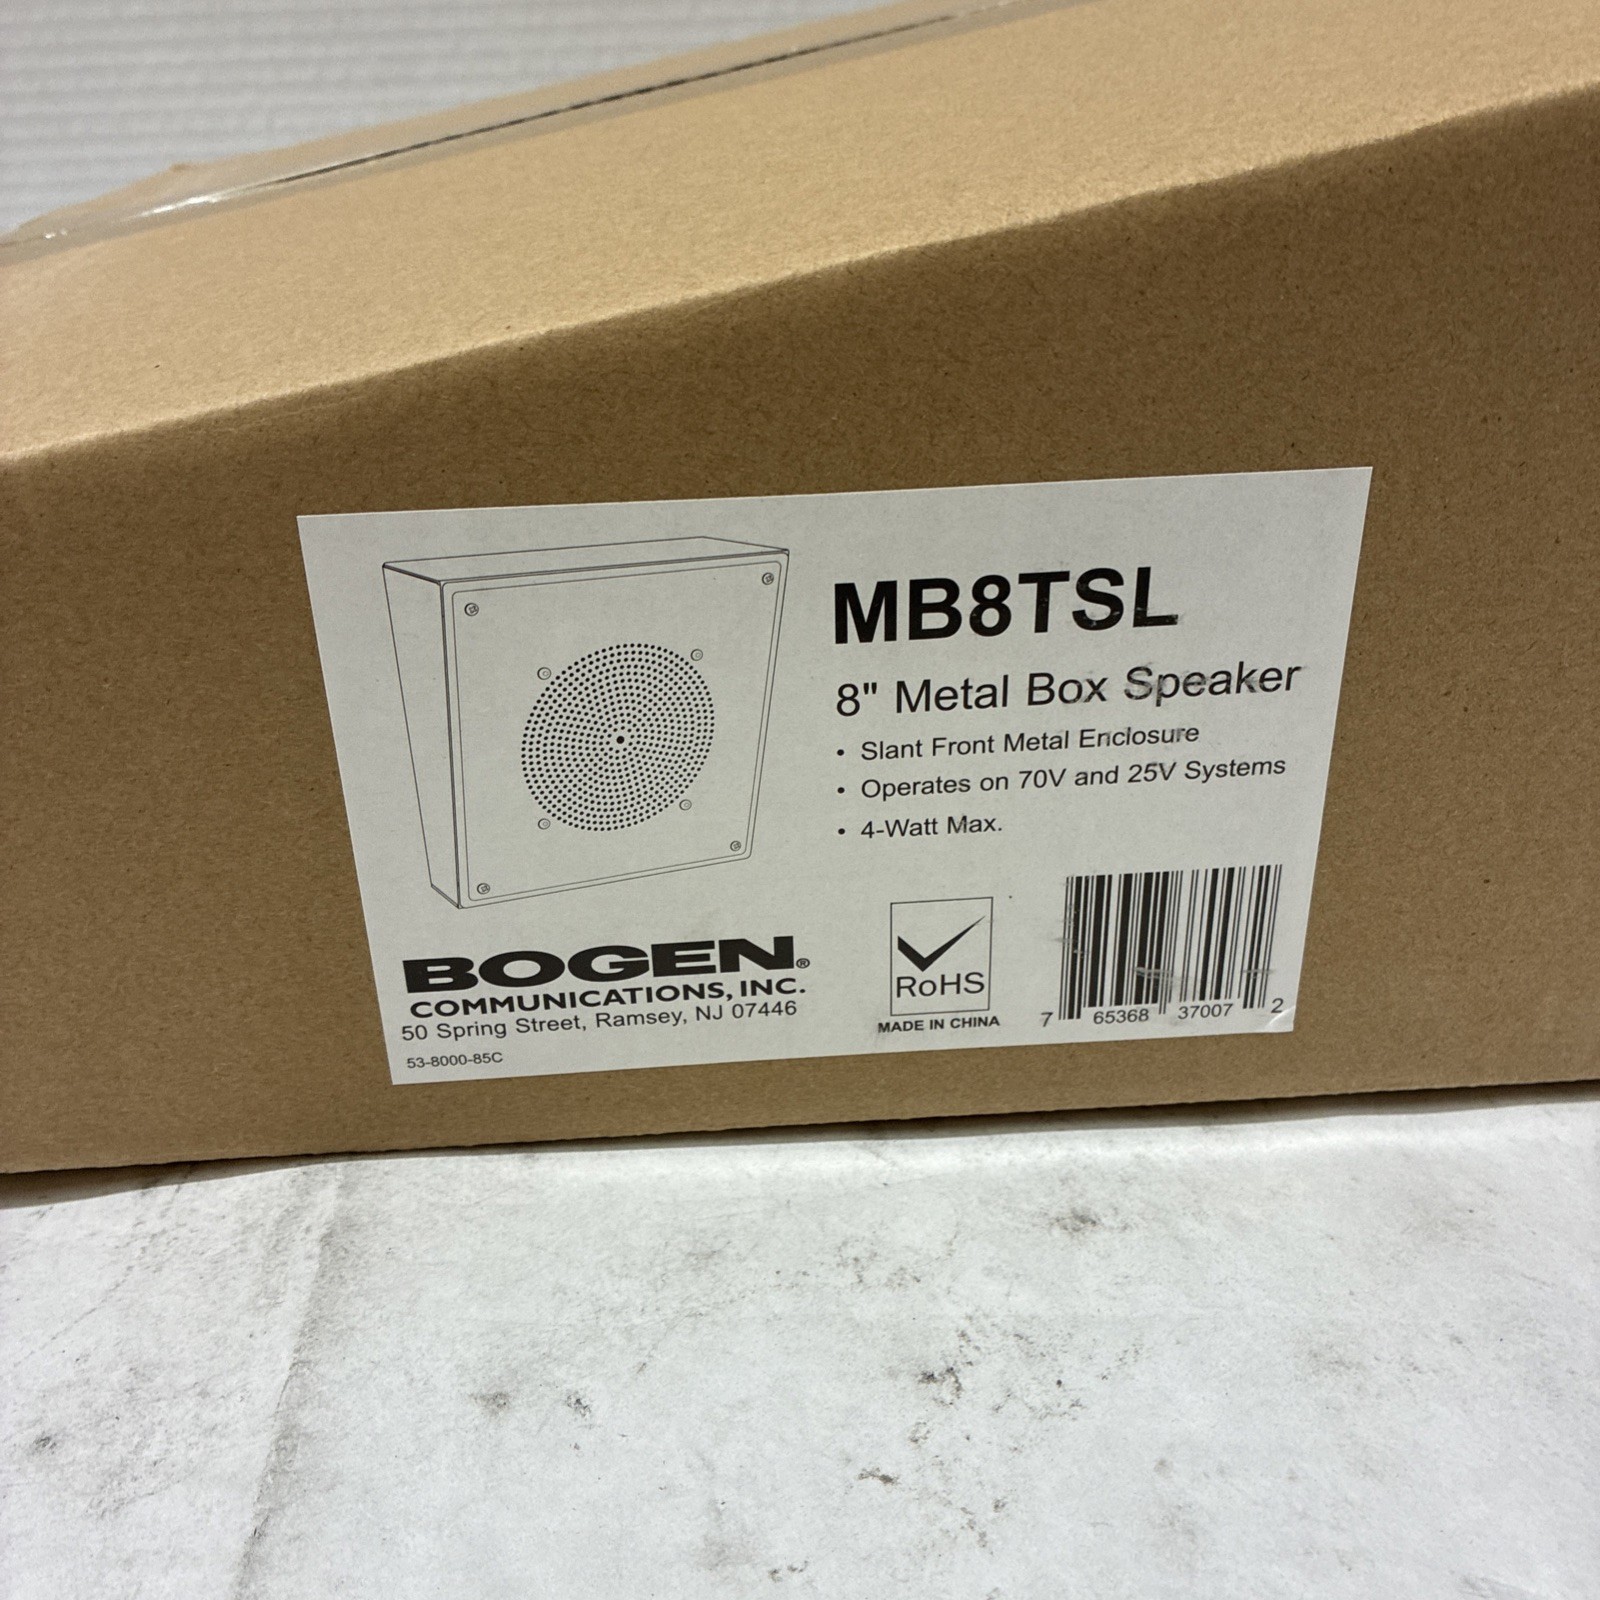 MB8TSL
8" Metal Box Speaker
• Slant Front Metal Enclosure
• Operates on 70V and 25V Systems
• 4-Watt Max.
BOGEN®
COMMUNICATIONS, INC.
50 Spring Street, Ramsey, NJ 07446
53-8000-85C
RoHS
MADE IN CHINA
7 65368 37007 2